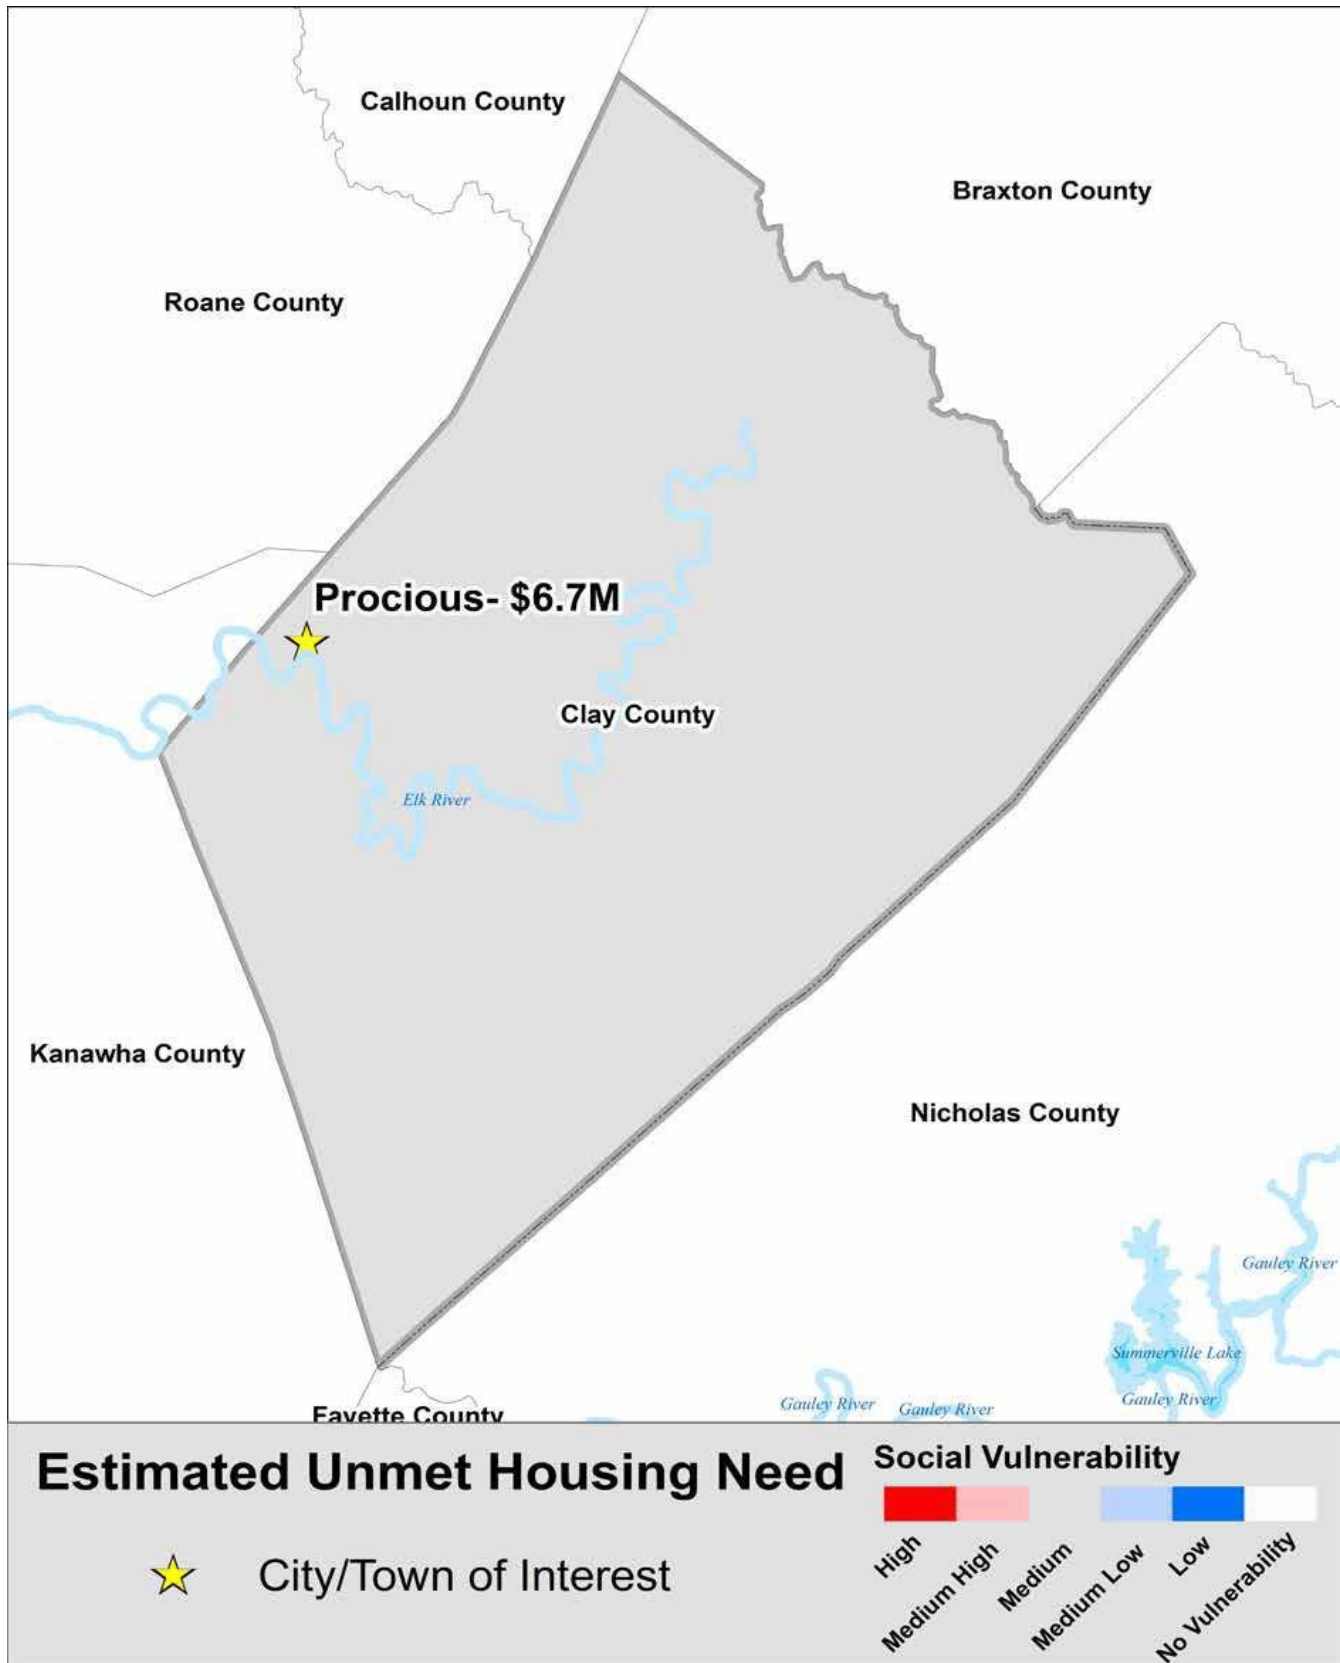 Calhoun County
Braxton County
Roane County
Procious- $6.7M
Clay County
Elk River
Kanawha County
Nicholas County
Gauley River
Summerville Lake
Gauley River
Gauley River
Gauley River
Fayette County
Estimated Unmet Housing Need
City/Town of Interest
Social Vulnerability
High
Medium High
Medium
Medium Low
Low
No Vulnerability